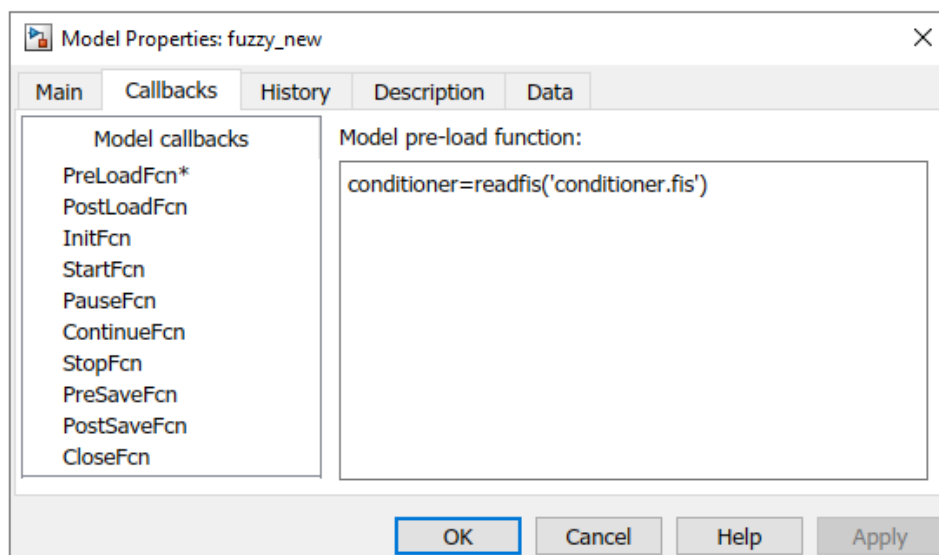 Model Properties: fuzzy_new
Main Callbacks History Description Data
Model callbacks
PreLoadFcn*
PostLoadFcn
InitFcn
StartFcn
PauseFcn
ContinueFcn
StopFcn
PreSaveFcn
PostSaveFcn
CloseFcn
Model pre-load function:
conditioner=readfis('conditioner.fis')
OK Cancel Help Apply